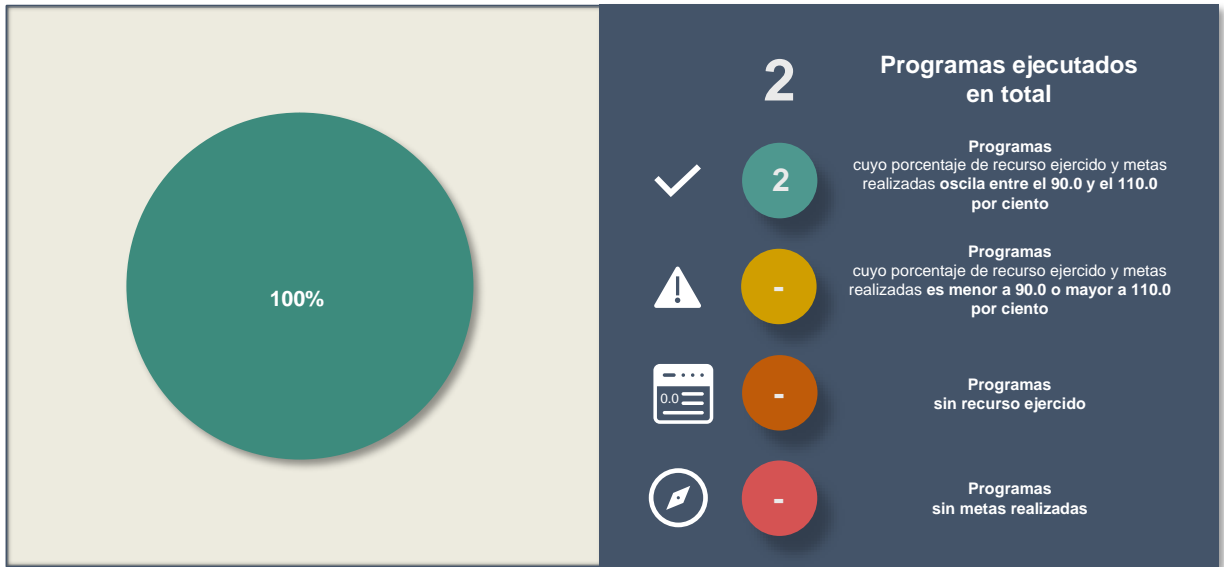 100%
2
Programas ejecutados
en total
2
Programas
cuyo porcentaje de recurso ejercido y metas
realizadas oscila entre el 90.0 y el 110.0
por ciento
-
Programas
cuyo porcentaje de recurso ejercido y metas
realizadas es menor a 90.0 o mayor a 110.0
por ciento
0.0
-
Programas
sin recurso ejercido
-
Programas
sin metas realizadas